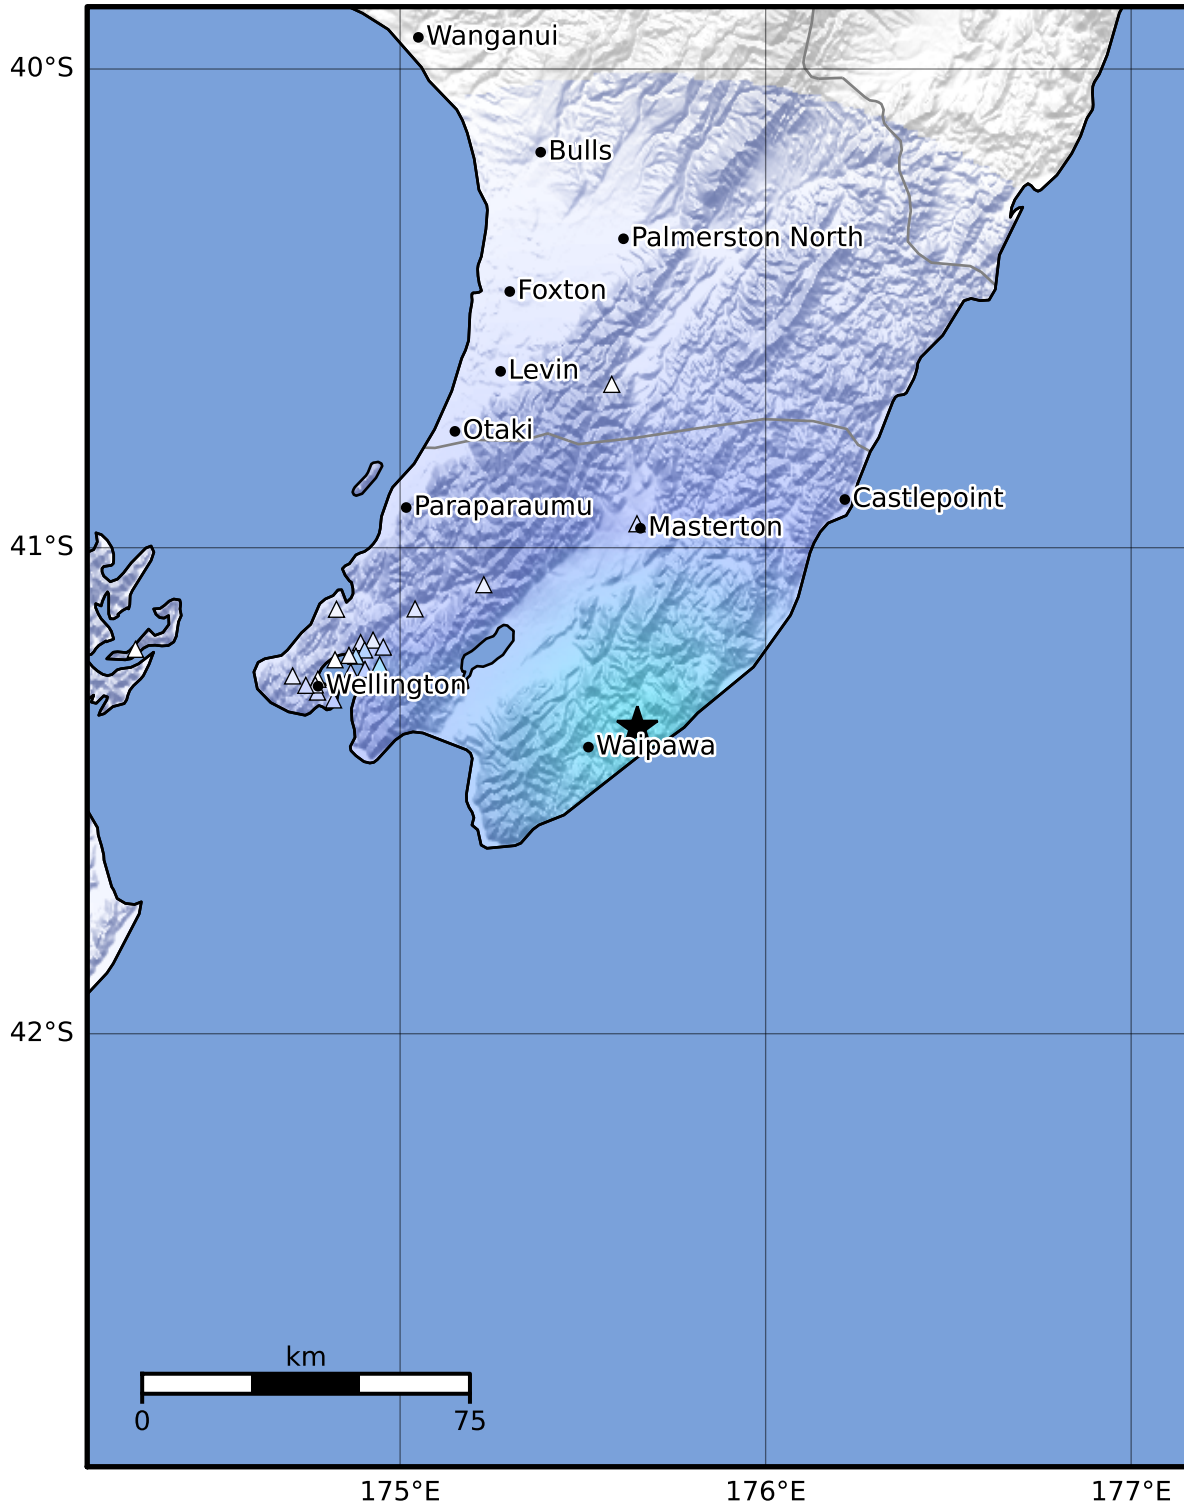 Wanganui
40°S
Bulls
Palmerston North
Foxton
Levin
Otaki
Castlepoint
Paraparaumu
Masterton
41°S
Wellington
Waipawa
42°S
km
0 75
175°E 176°E 177°E